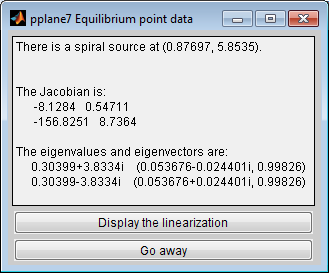 pplane7 Equilibrium point data
There is a spiral source at (0.87697, 5.8535).
The Jacobian is:
-8.1284 0.54711
-156.8251 8.7364
The eigenvalues and eigenvectors are:
0.30399+3.8334i (0.053676-0.024401i, 0.99826)
0.30399-3.8334i (0.053676+0.024401i, 0.99826)
Display the linearization
Go away